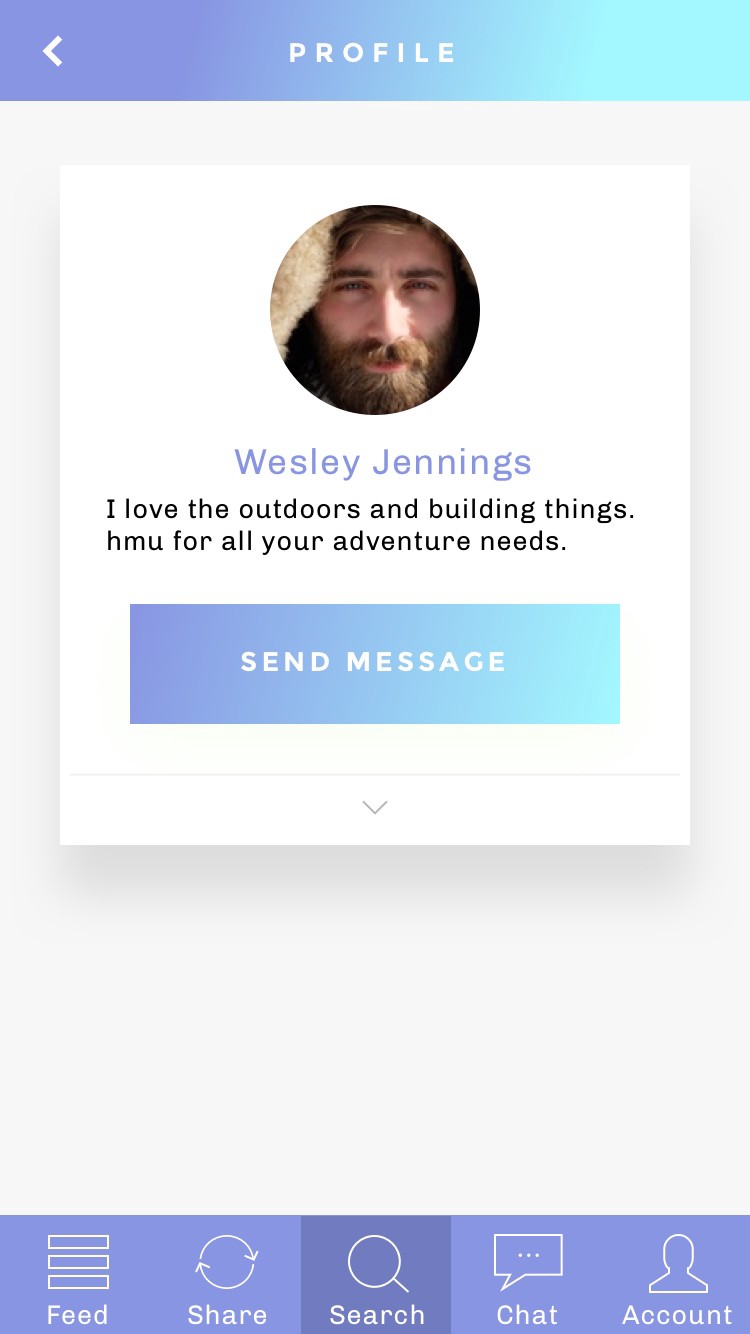 PROFILE
Wesley Jennings
I love the outdoors and building things.
hmu for all your adventure needs.
SEND MESSAGE
Feed Share Search Chat Account